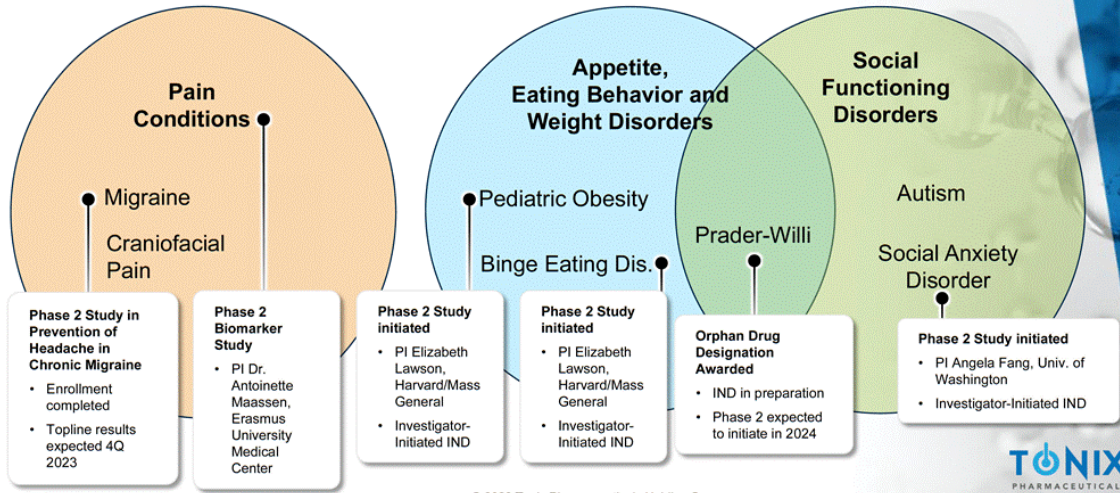 Pain
Conditions
Migraine
Craniofacial
Pain
Appetite,
Eating Behavior and
Weight Disorders
Pediatric Obesity
Binge Eating Dis.
Prader-Willi
Social
Functioning
Disorders
Autism
Social Anxiety
Disorder
Phase 2 Study in
Prevention of
Headache in
Chronic Migraine
• Enrollment
completed
• Topline results
expected 4Q
2023
Phase 2
Biomarker
Study
• PI Dr.
Antoinette
Maassen,
Erasmus
University
Medical
Center
Phase 2 Study
initiated
• PI Elizabeth
Lawson,
Harvard/Mass
General
• Investigator-
Initiated IND
Phase 2 Study
initiated
• PI Elizabeth
Lawson,
Harvard/Mass
General
• Investigator-
Initiated IND
Orphan Drug
Designation
Awarded
• IND in preparation
• Phase 2 expected
to initiate in 2024
Phase 2 Study initiated
• PI Angela Fang, Univ. of
Washington
• Investigator-Initiated IND
TONIX
PHARMACEUTICAL